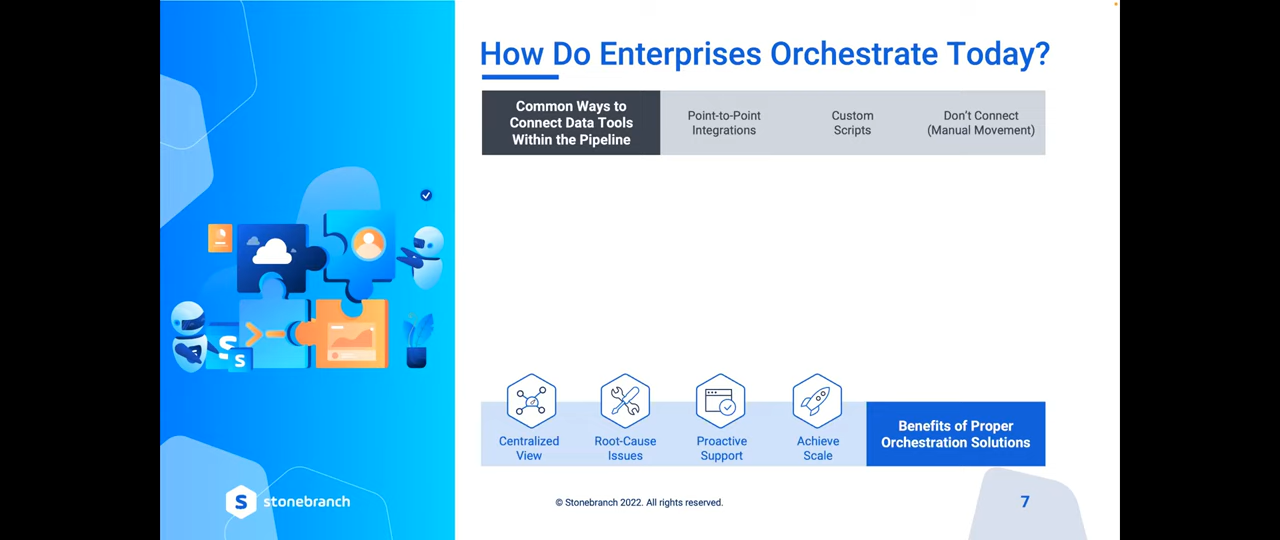 How Do Enterprises Orchestrate Today?
Common Ways to
Connect Data Tools
Within the Pipeline
Point-to-Point
Integrations
Custom
Scripts
Don't Connect
(Manual Movement)
S
S
Centralized
View
Root-Cause
Issues
Proactive
Support
Achieve
Scale
Benefits of Proper
Orchestration Solutions
S stonebranch
© Stonebranch 2022. All rights reserved.
7